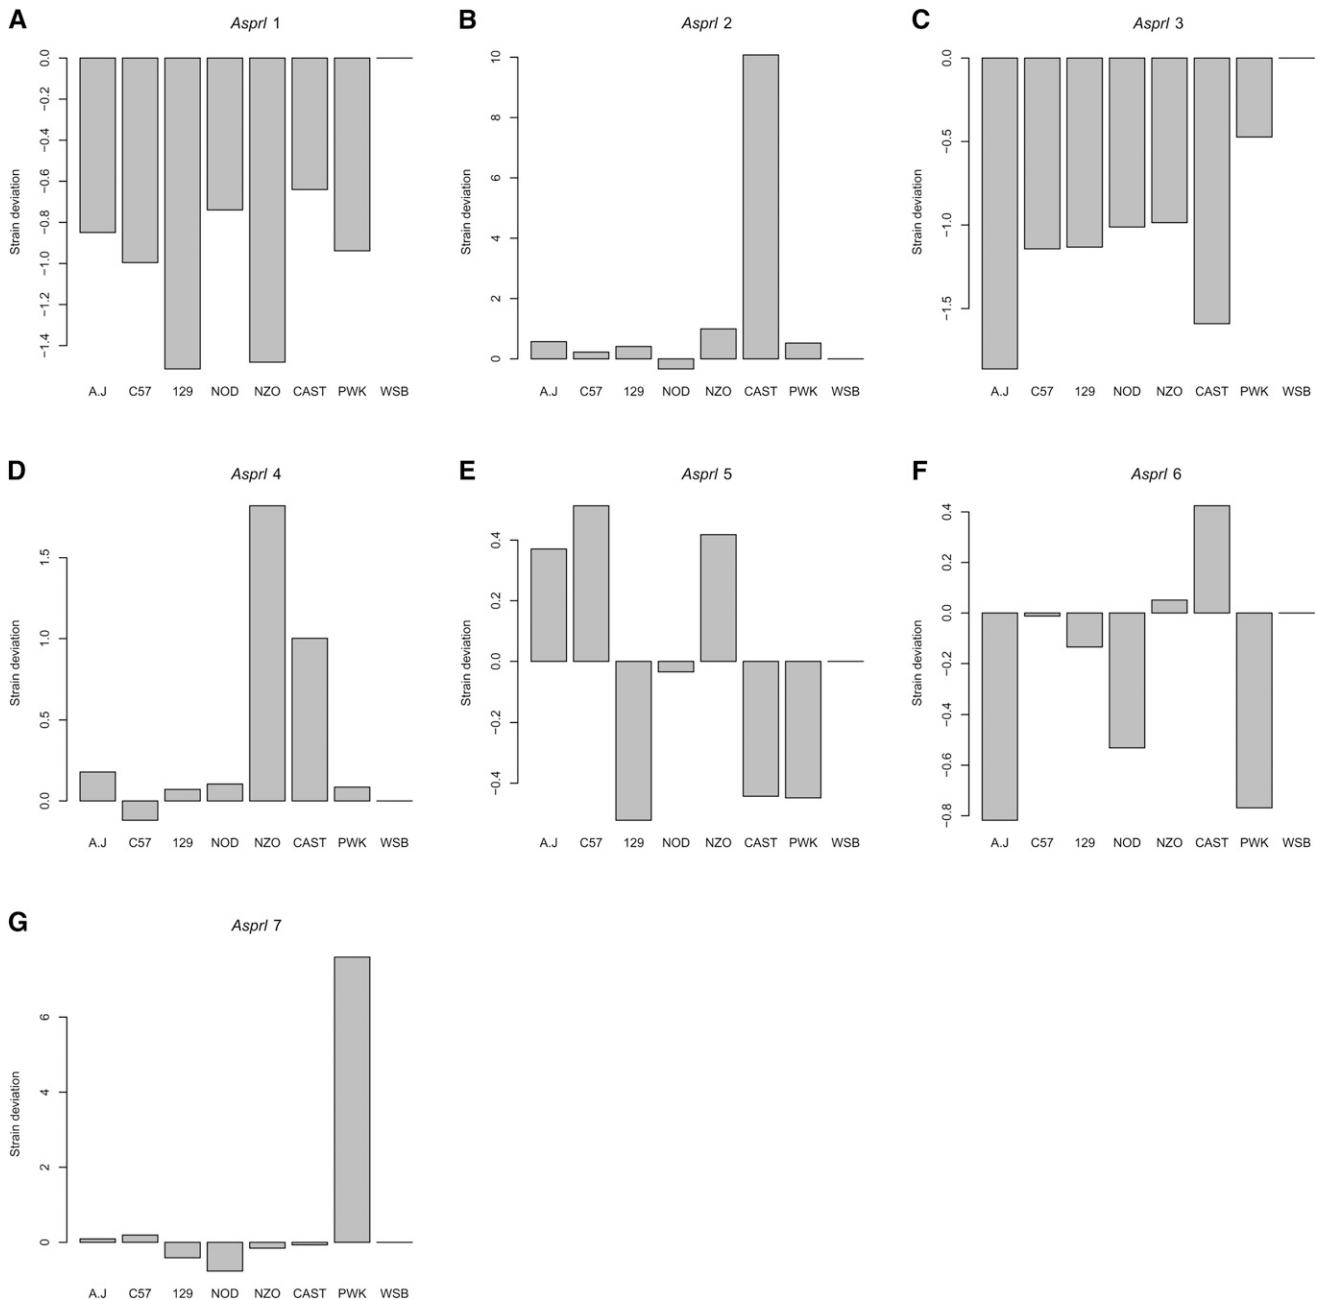 A
Asprl 1
Strain deviation
0.0
−0.2
−0.4
−0.6
−0.8
−1.0
−1.2
−1.4
A.J C57 129 NOD NZO CAST PWK WSB
B
Asprl 2
Strain deviation
10
8
6
4
2
0
A.J C57 129 NOD NZO CAST PWK WSB
C
Asprl 3
Strain deviation
0.0
−0.5
−1.0
−1.5
A.J C57 129 NOD NZO CAST PWK WSB
D
Asprl 4
Strain deviation
1.5
1.0
0.5
0.0
A.J C57 129 NOD NZO CAST PWK WSB
E
Asprl 5
Strain deviation
0.4
0.2
0.0
−0.2
−0.4
A.J C57 129 NOD NZO CAST PWK WSB
F
Asprl 6
Strain deviation
0.4
0.2
0.0
−0.2
−0.4
−0.6
−0.8
A.J C57 129 NOD NZO CAST PWK WSB
G
Asprl 7
Strain deviation
6
4
2
0
A.J C57 129 NOD NZO CAST PWK WSB